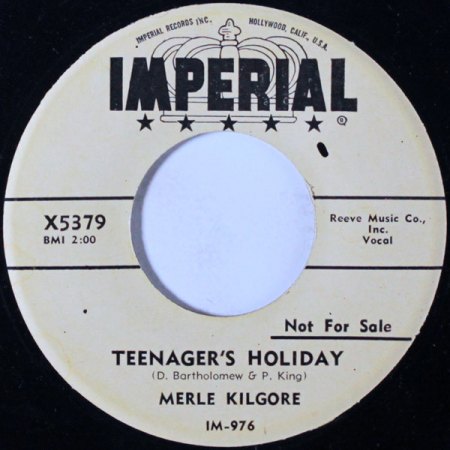 IMPERIAL RECORDS INC. HOLLYWOOD, CALIF., U.S.A.
IMPERIAL
®
X5379
BMI 2:00
Reeve Music Co.,
Inc.
Vocal
Not For Sale
TEENAGER'S HOLIDAY
(D. Bartholomew & P. King)
MERLE KILGORE
IM-976